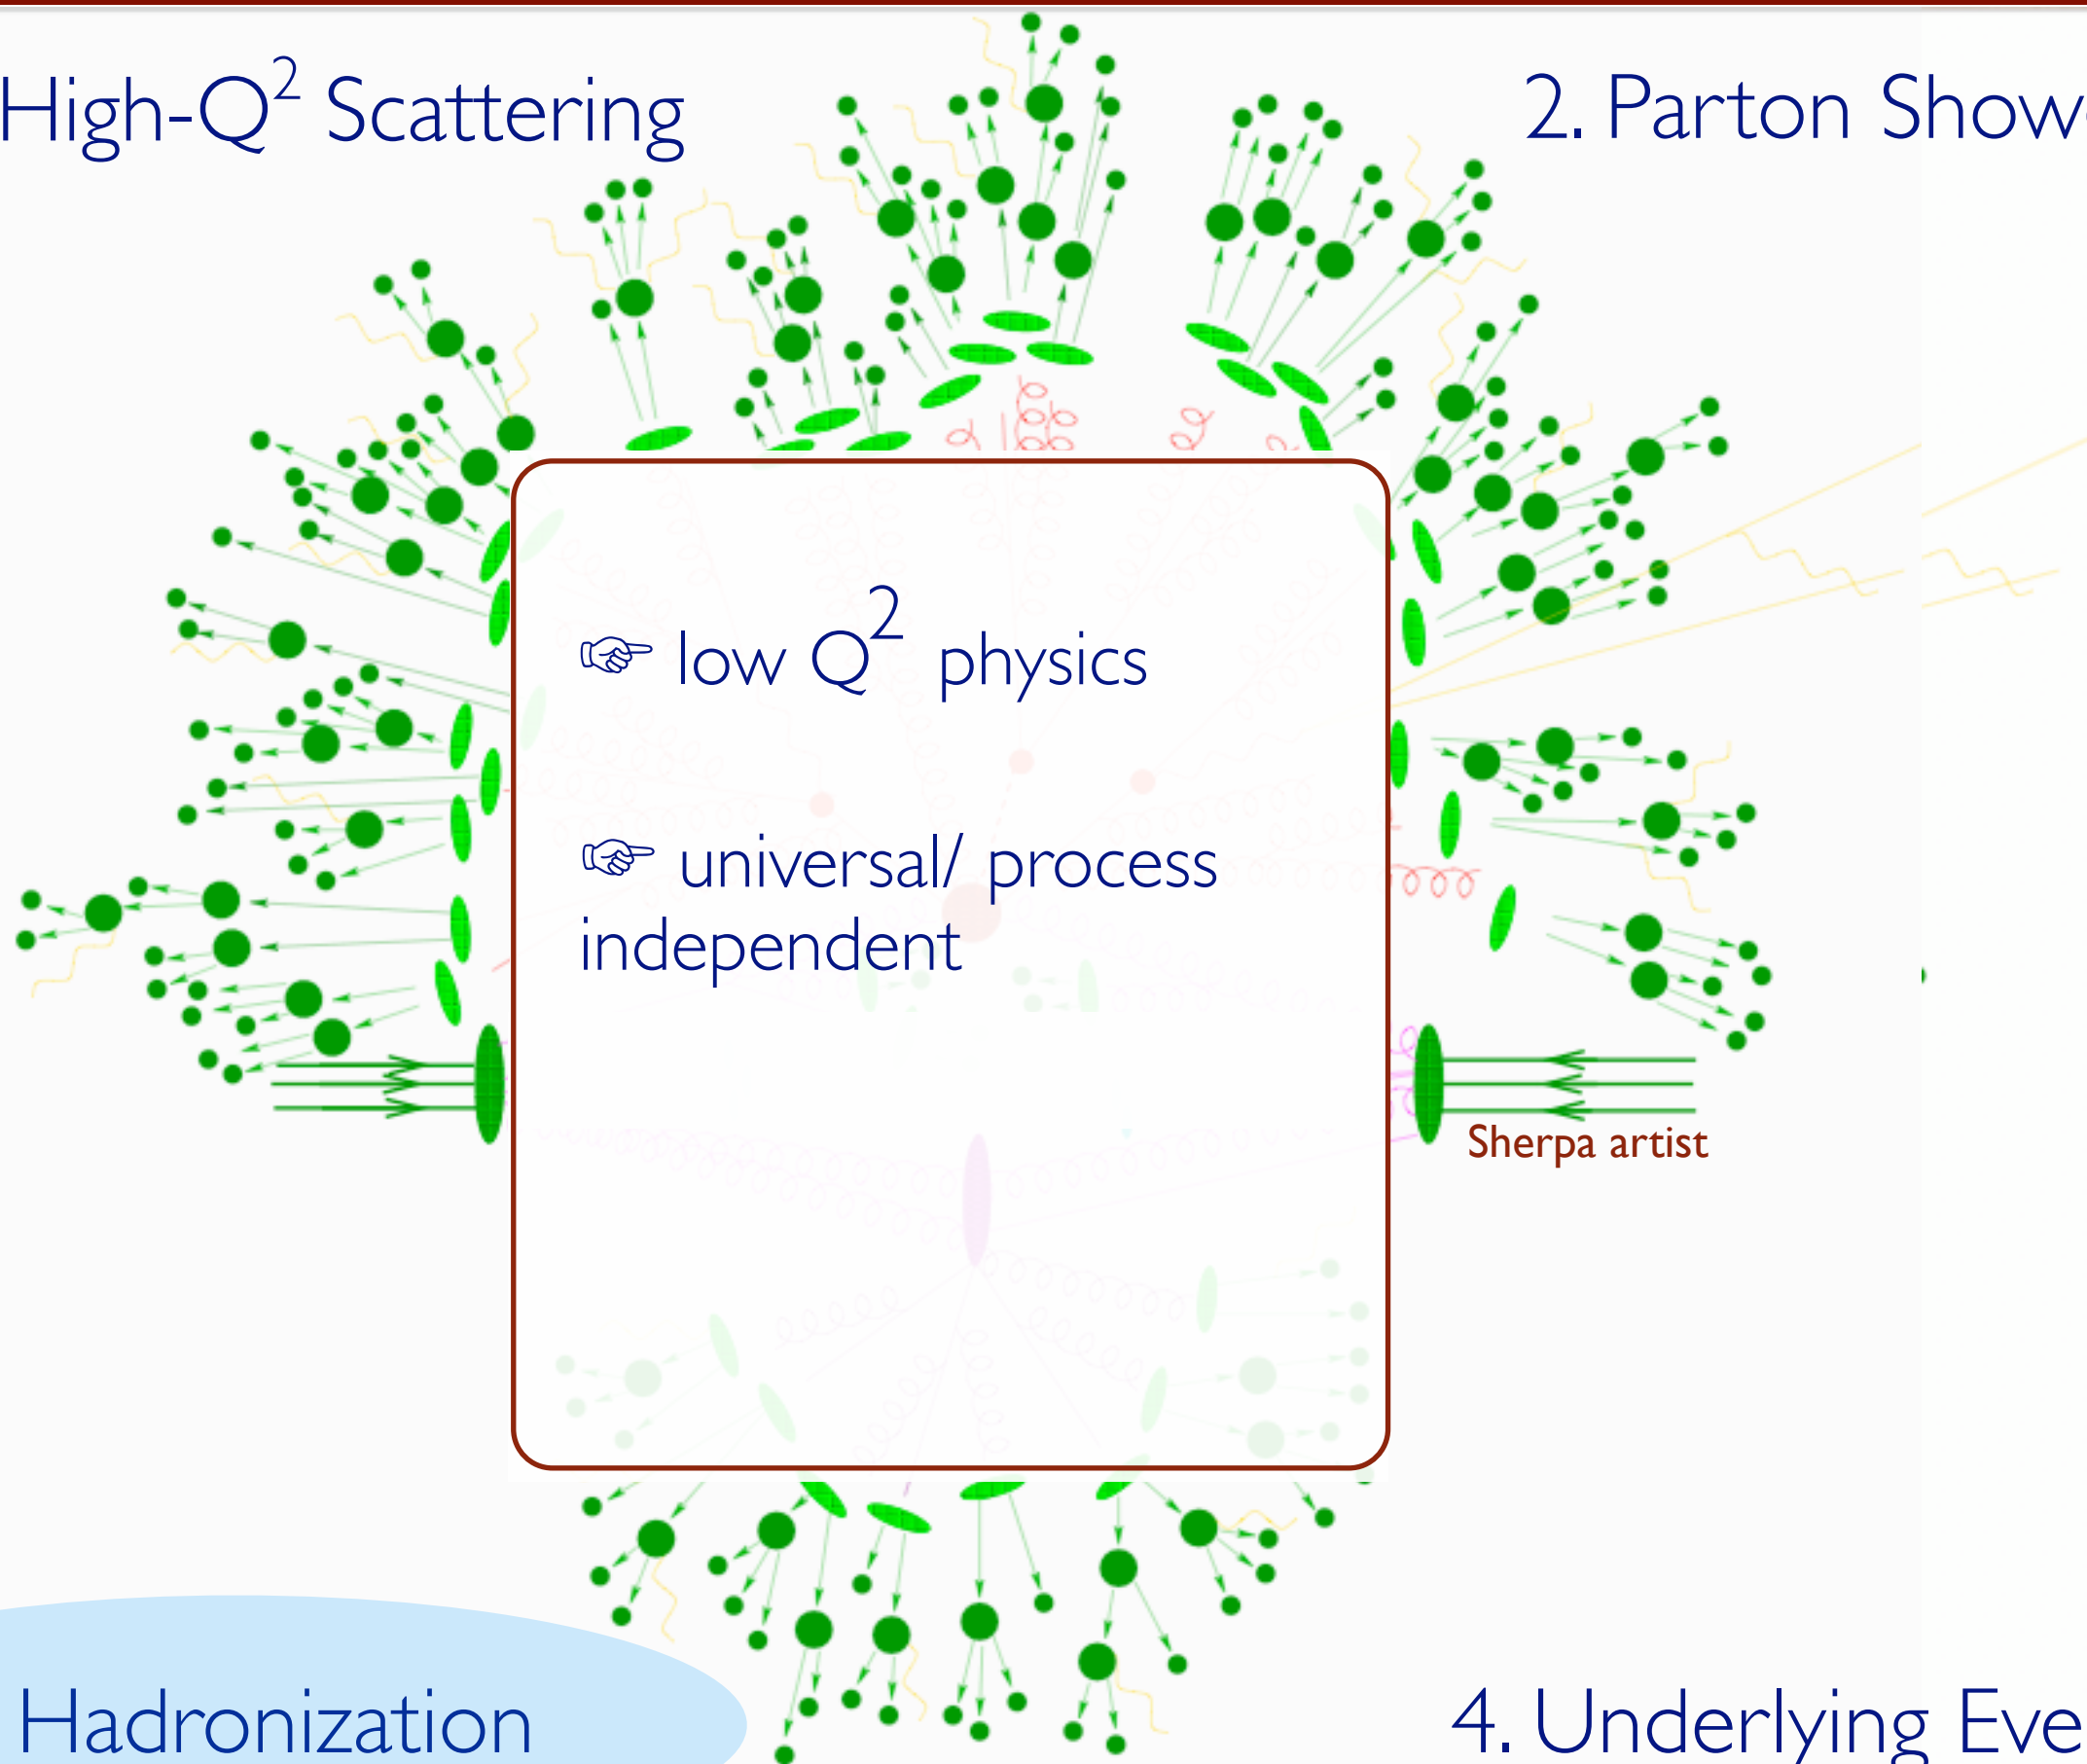 High-Q² Scattering
2. Parton Show
☞ low Q² physics
☞ universal/ process
independent
Sherpa artist
Hadronization
4. Underlying Eve